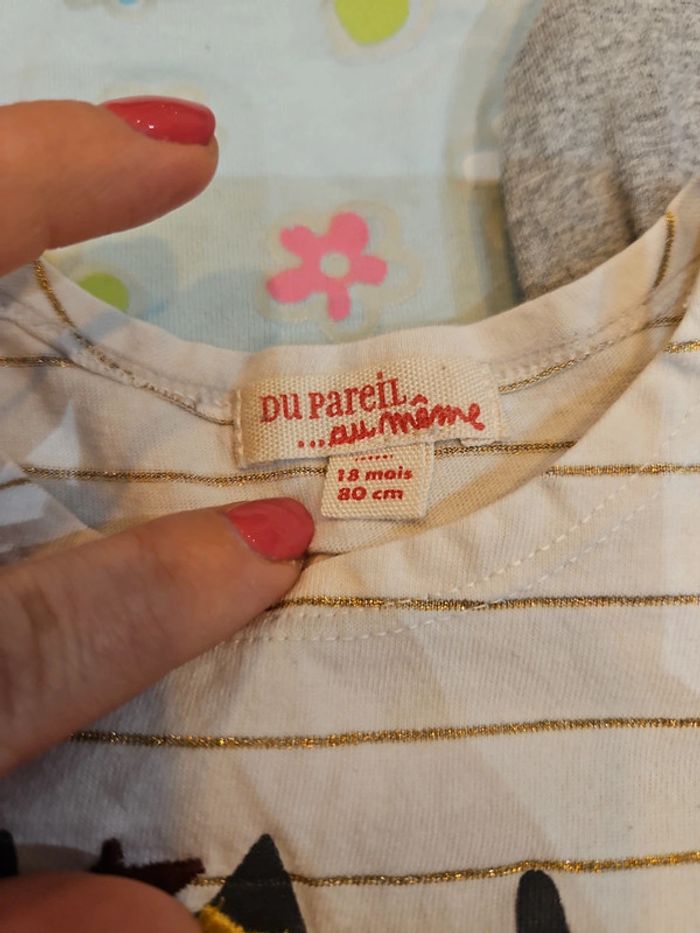 DU PAREIL
...au même
18 mois
80 cm